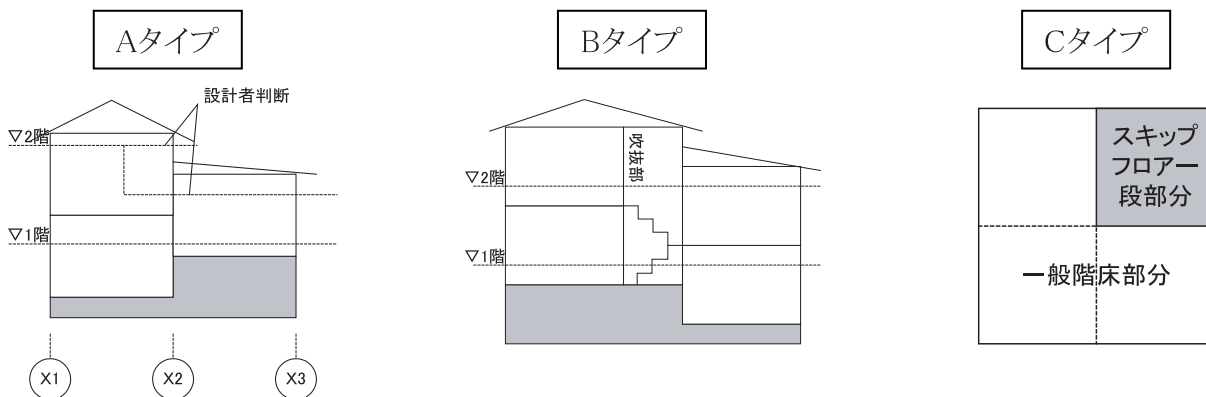 Aタイプ
設計者判断
▽2階
▽1階
X1
X2
X3
Bタイプ
吹抜部
▽2階
▽1階
Cタイプ
スキップ
フロアー
段部分
一般階床部分